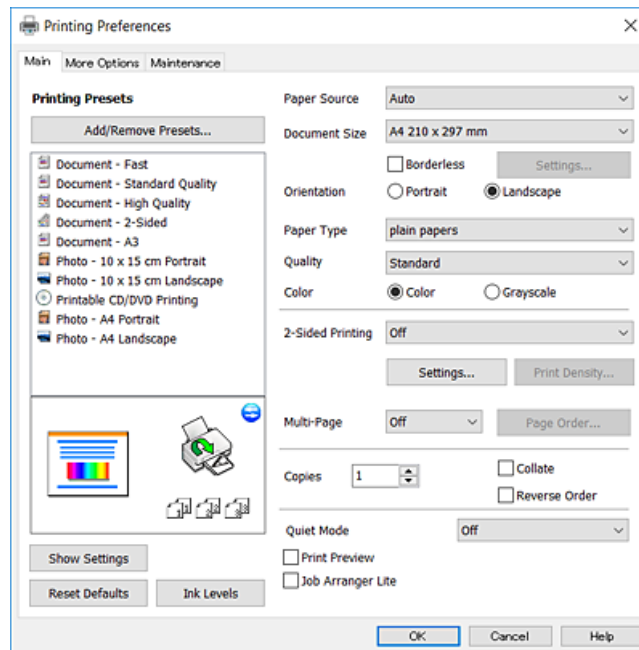 Printing Preferences
Main More Options Maintenance
Printing Presets
Add/Remove Presets...
Document - Fast
Document - Standard Quality
Document - High Quality
Document - 2-Sided
Document - A3
Photo - 10 x 15 cm Portrait
Photo - 10 x 15 cm Landscape
Printable CD/DVD Printing
Photo - A4 Portrait
Photo - A4 Landscape
Show Settings
Reset Defaults Ink Levels
Paper Source Auto
Document Size A4 210 x 297 mm
Borderless Settings...
Orientation Portrait Landscape
Paper Type plain papers
Quality Standard
Color Color Grayscale
2-Sided Printing Off
Settings... Print Density...
Multi-Page Off Page Order...
Copies 1 Collate
Reverse Order
Quiet Mode Off
Print Preview
Job Arranger Lite
OK Cancel Help